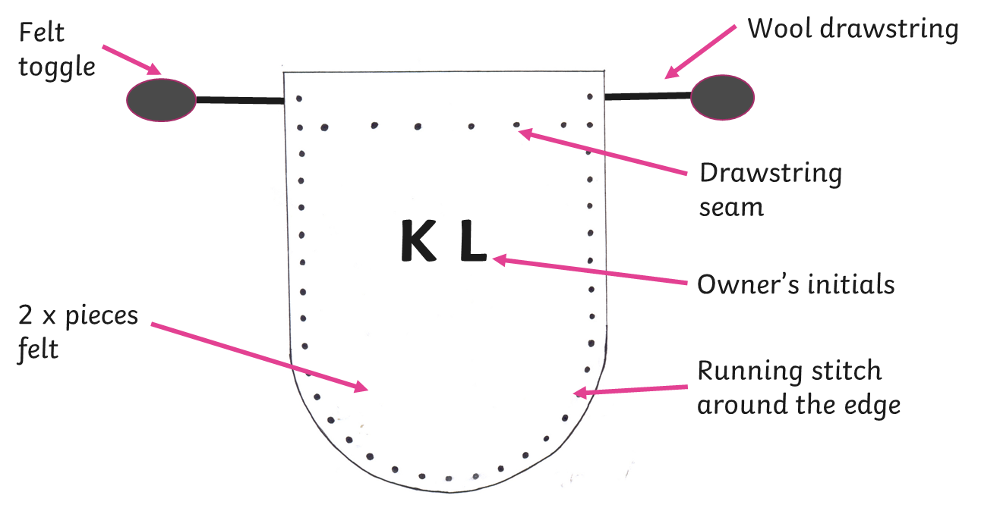 Felt
toggle
Wool drawstring
Drawstring
seam
K L
Owner's initials
2 x pieces
felt
Running stitch
around the edge